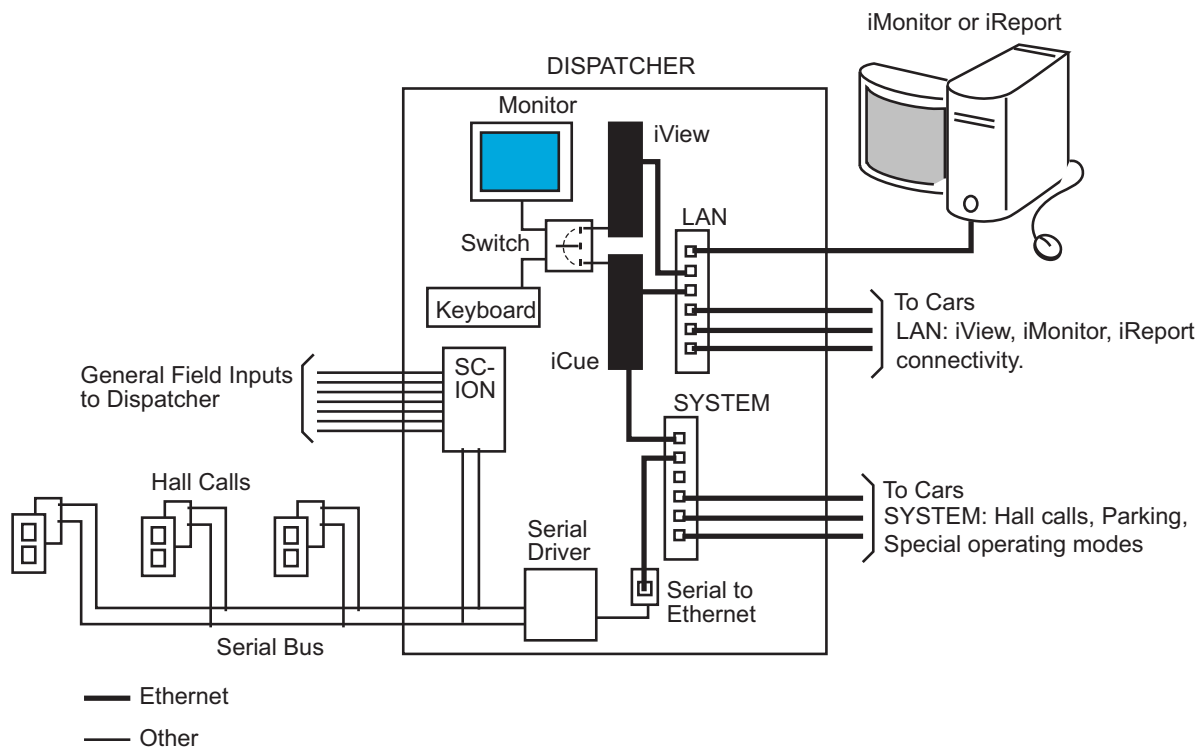 iMonitor or iReport
DISPATCHER
Monitor
iView
LAN
Switch
Keyboard
To Cars
LAN: iView, iMonitor, iReport
connectivity.
iCue
SC-
ION
General Field Inputs
to Dispatcher
SYSTEM
Hall Calls
To Cars
SYSTEM: Hall calls, Parking,
Special operating modes
Serial
Driver
Serial to
Ethernet
Serial Bus
Ethernet
Other